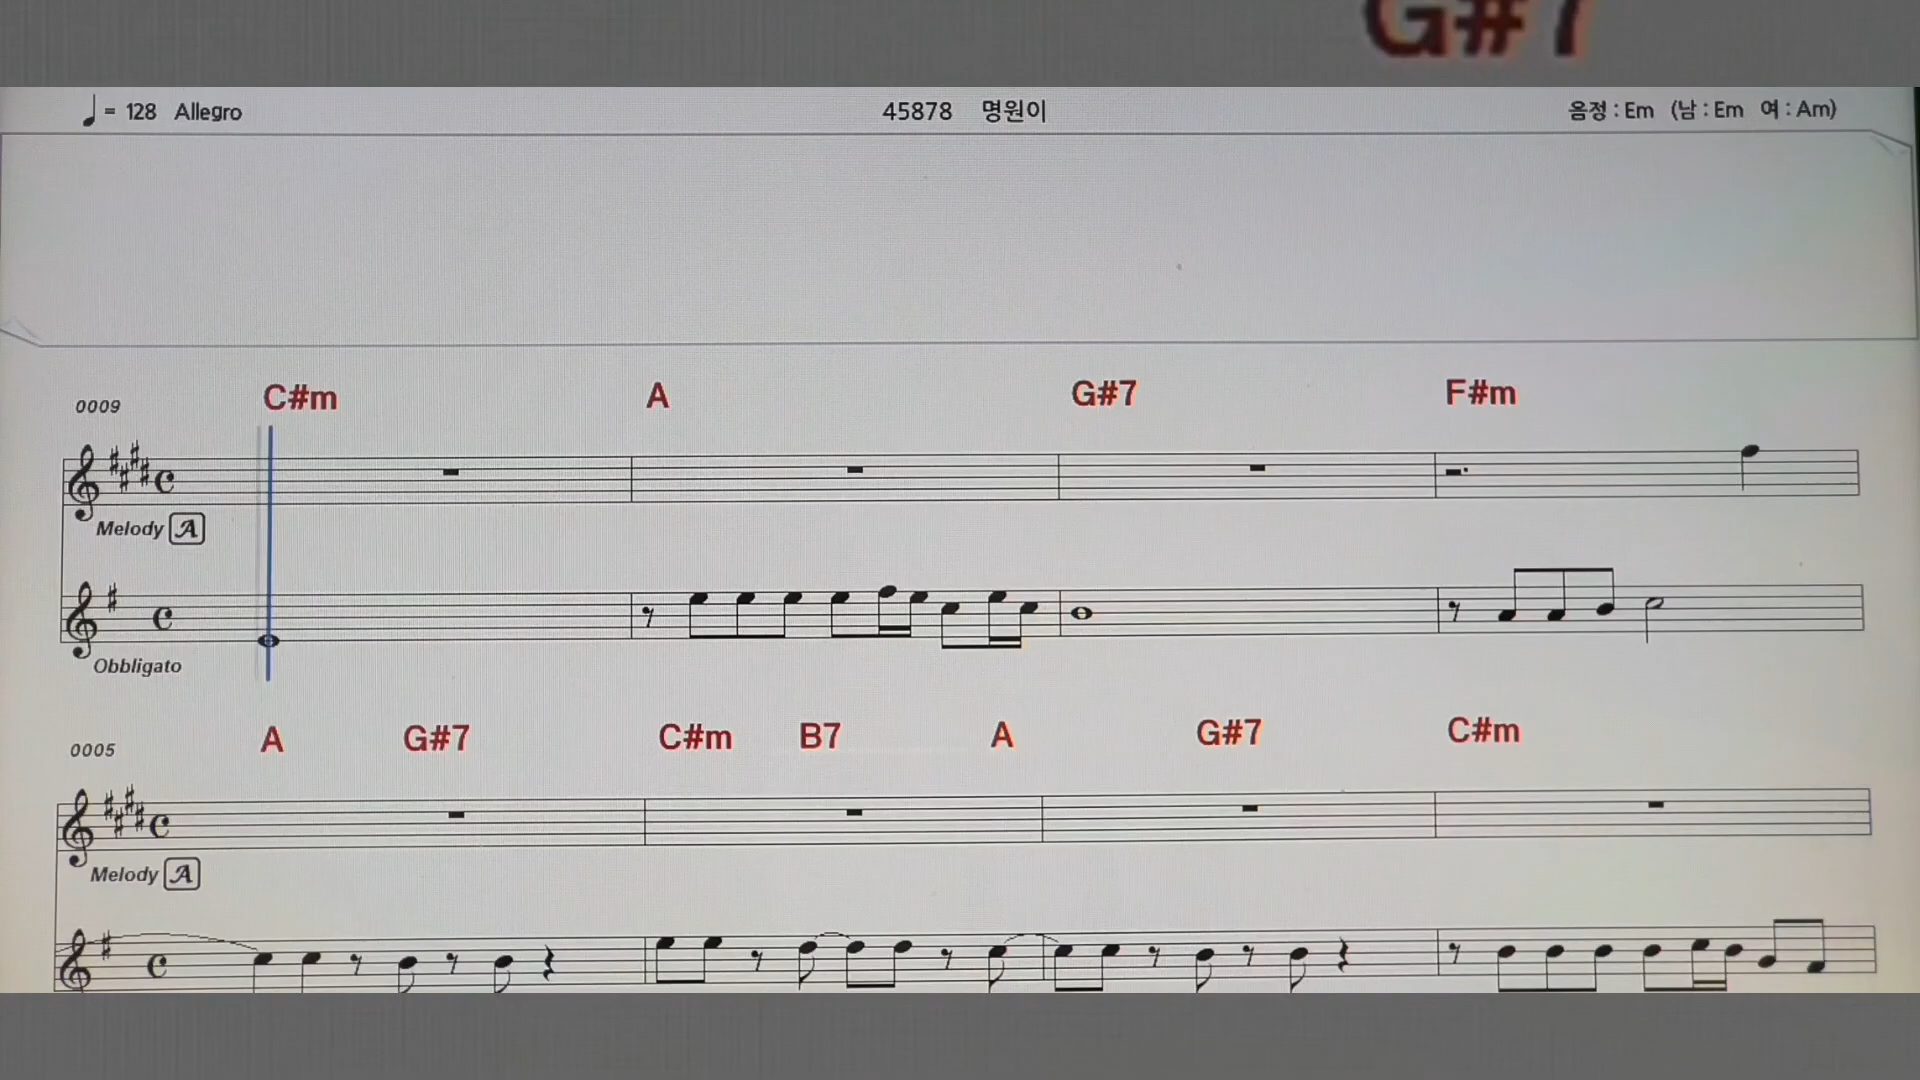 G#7
♩ = 128 Allegro 45878 명원이 음정 : Em (남 : Em 여 : Am)
0009 C#m A G#7 F#m
Melody A
Obbligato
0005 A G#7 C#m B7 A G#7 C#m
Melody A